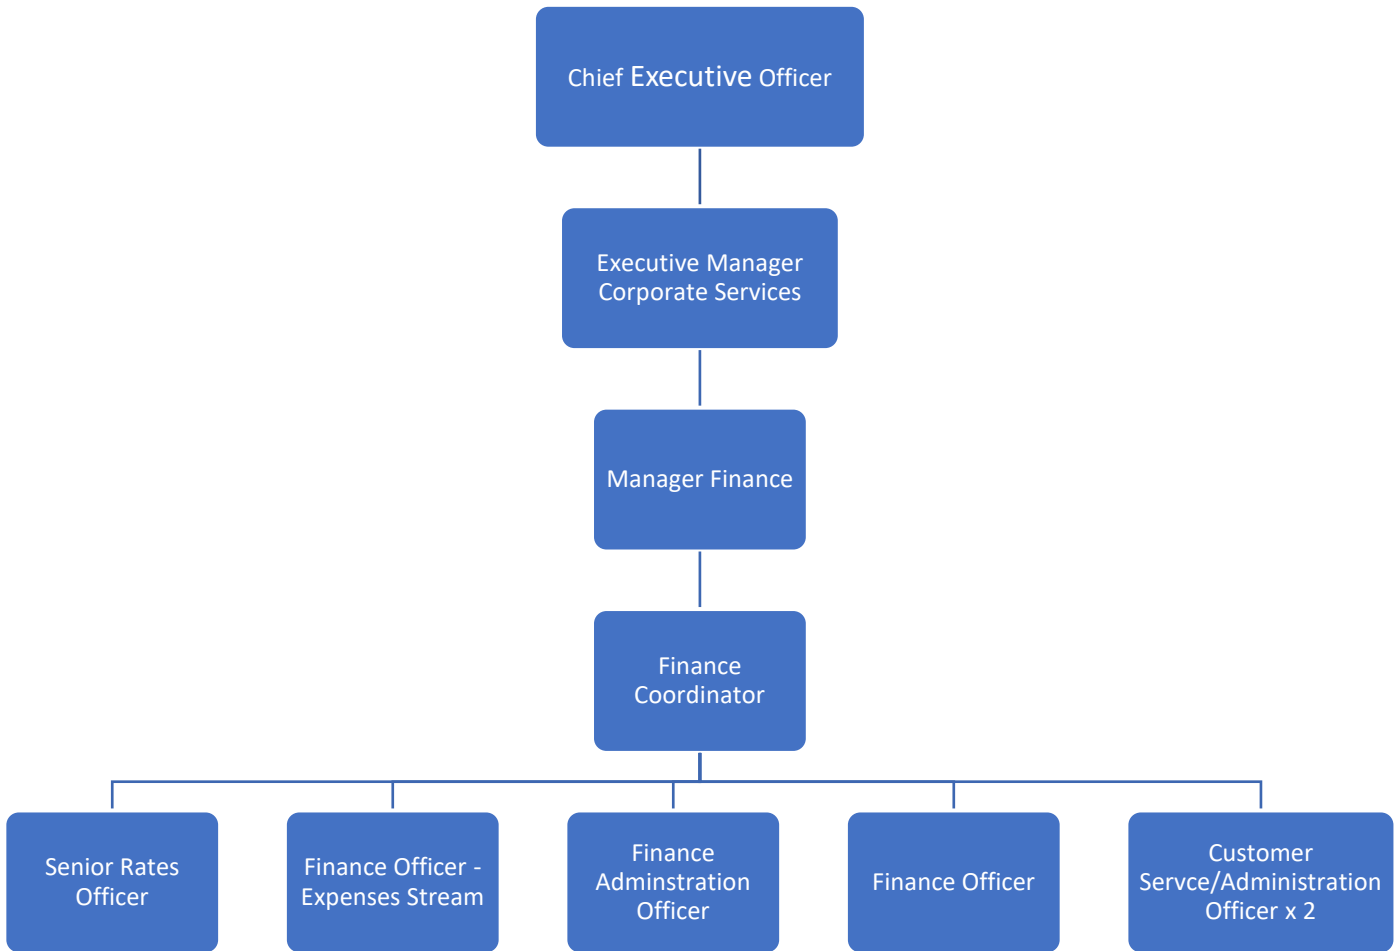 Chief Executive Officer
Executive Manager
Corporate Services
Manager Finance
Finance
Coordinator
Senior Rates
Officer
Finance Officer -
Expenses Stream
Finance
Adminstration
Officer
Finance Officer
Customer
Servce/Administration
Officer x 2